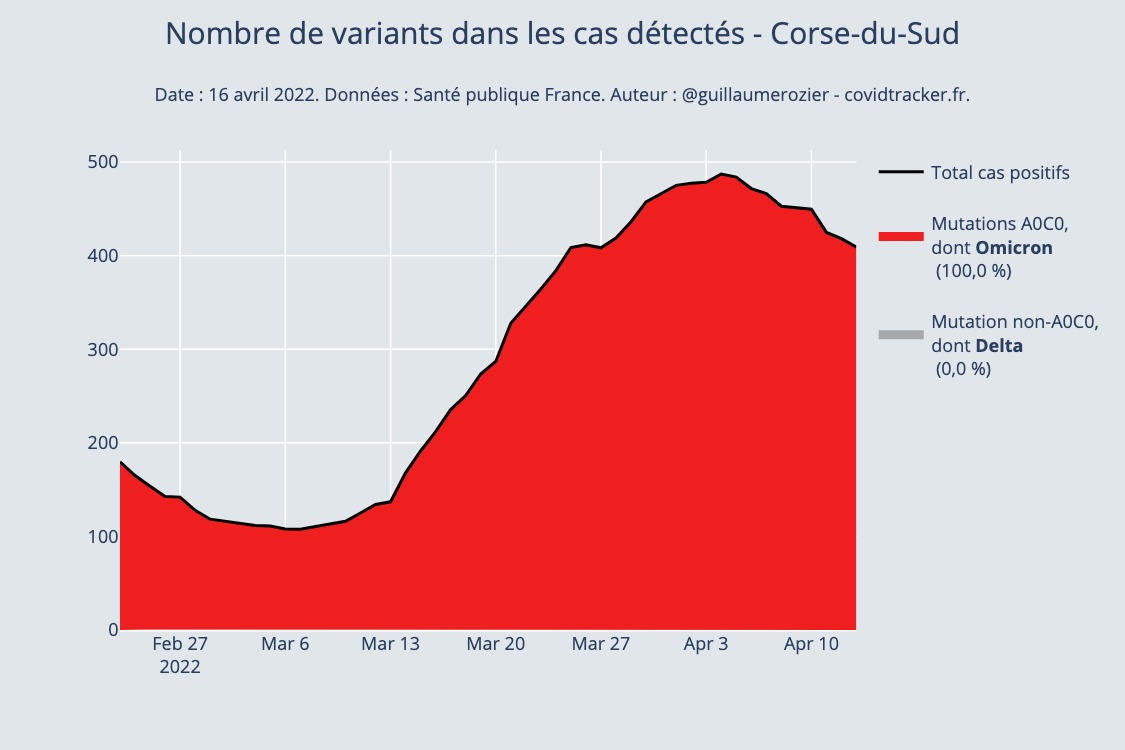 Nombre de variants dans les cas détectés - Corse-du-Sud
Date : 16 avril 2022. Données : Santé publique France. Auteur : @guillaumerozier - covidtracker.fr.
500
400
300
200
100
0
Feb 27
2022
Mar 6
Mar 13
Mar 20
Mar 27
Apr 3
Apr 10
Total cas positifs
Mutations A0C0,
dont Omicron
(100,0 %)
Mutation non-A0C0,
dont Delta
(0,0 %)